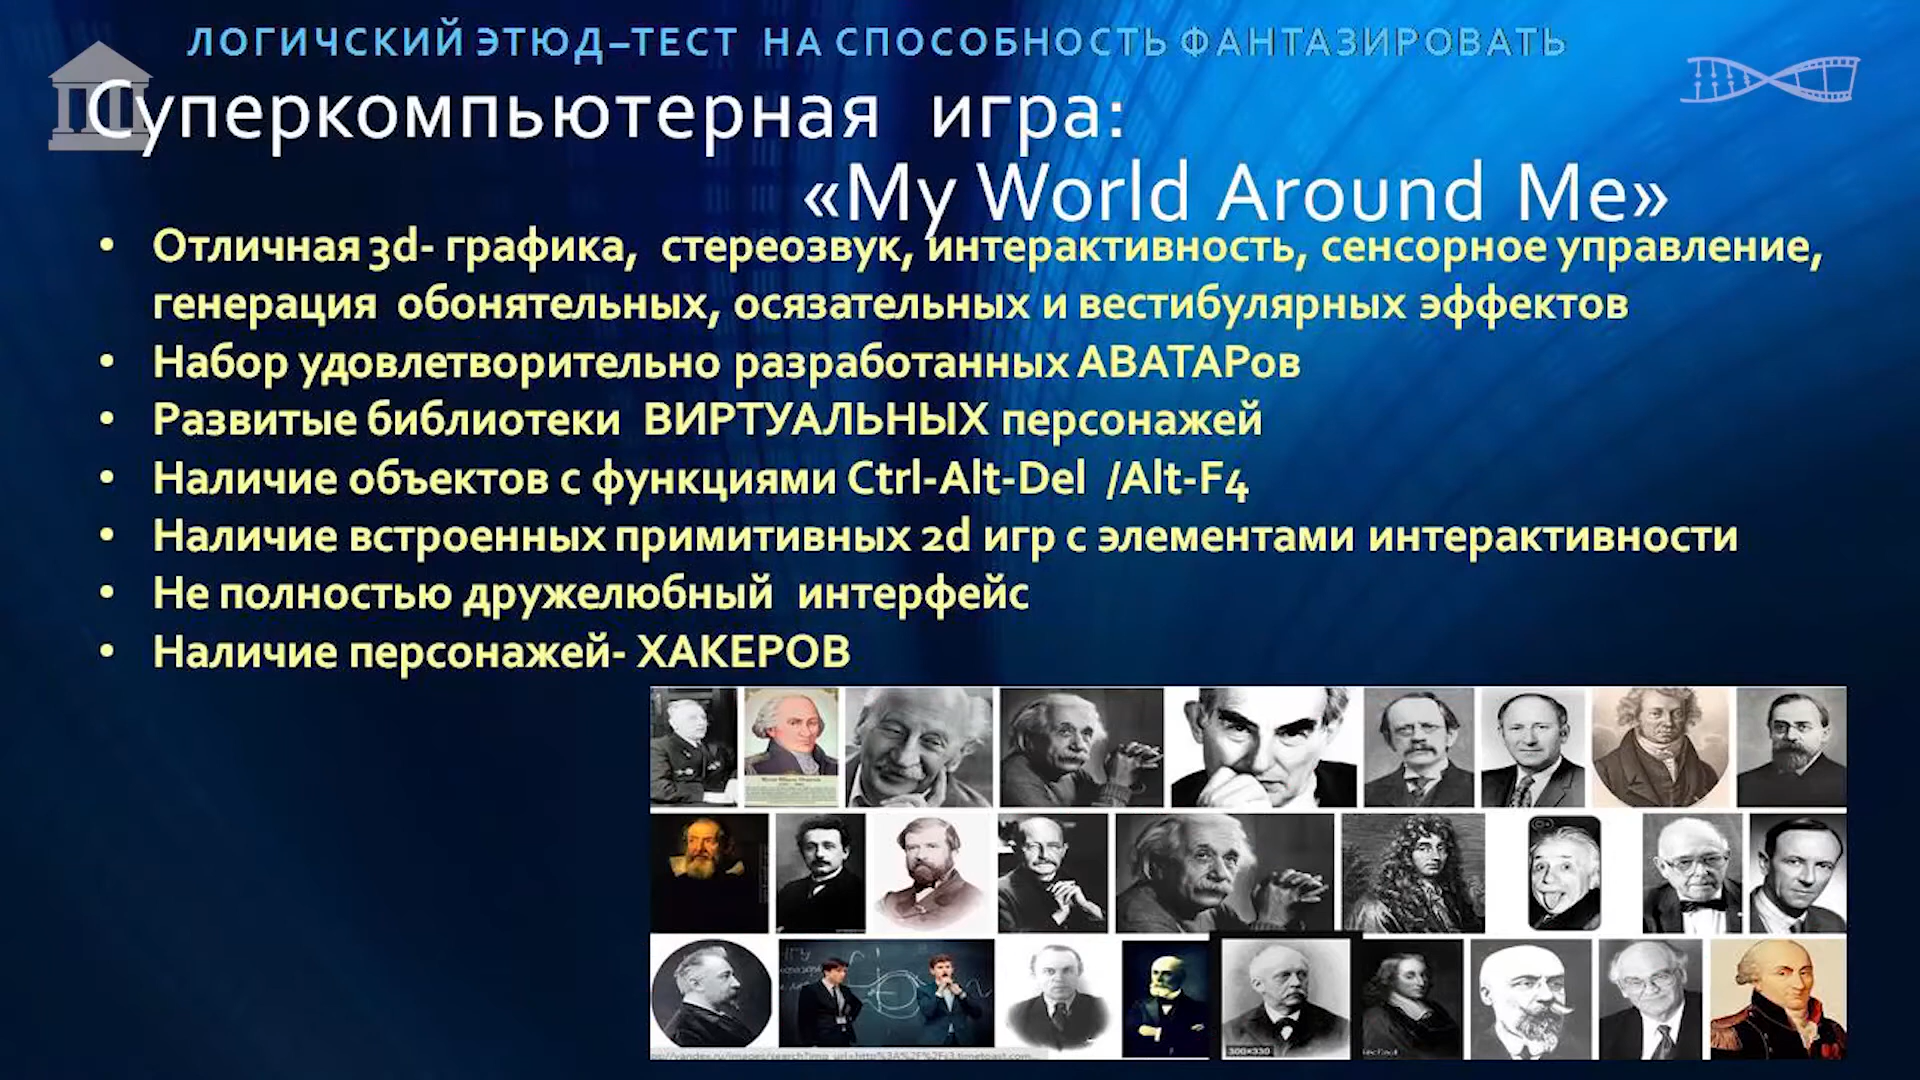 ЛОГИЧСКИЙ ЭТЮД–ТЕСТ НА СПОСОБНОСТЬ ФАНТАЗИРОВАТЬ
Суперкомпьютерная игра:
«My World Around Me»
• Отличная 3d- графика, стереозвук, интерактивность, сенсорное управление,
генерация обонятельных, осязательных и вестибулярных эффектов
• Набор удовлетворительно разработанных АВАТАРов
• Развитые библиотеки ВИРТУАЛЬНЫХ персонажей
• Наличие объектов с функциями Ctrl-Alt-Del /Alt-F4
• Наличие встроенных примитивных 2d игр с элементами интерактивности
• Не полностью дружелюбный интерфейс
• Наличие персонажей- ХАКЕРОВ
300×330